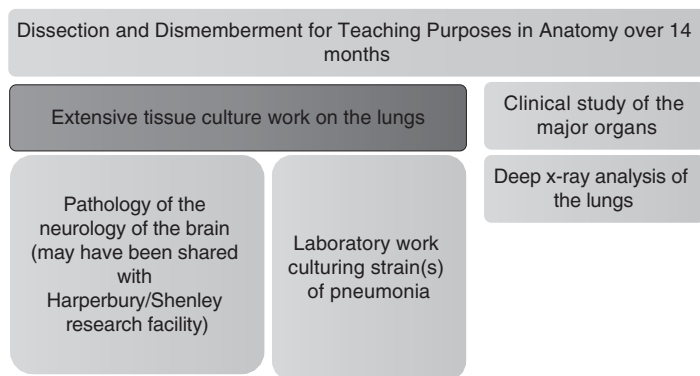 Dissection and Dismemberment for Teaching Purposes in Anatomy over 14
months
Extensive tissue culture work on the lungs
Clinical study of the
major organs
Pathology of the
neurology of the brain
(may have been shared
with
Harperbury/Shenley
research facility)
Laboratory work
culturing strain(s)
of pneumonia
Deep x-ray analysis of
the lungs